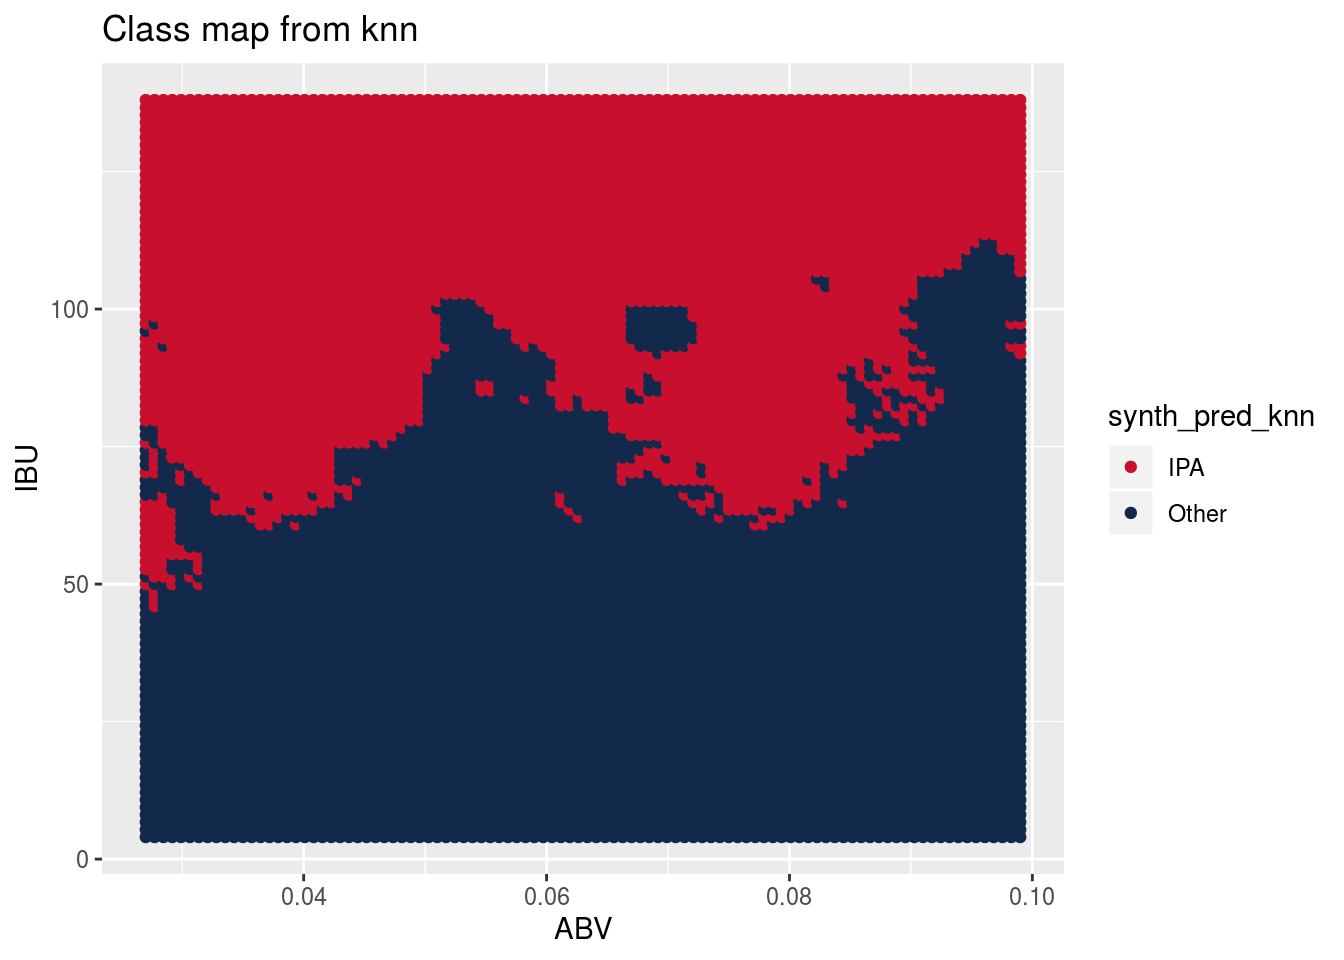 Class map from knn
100
50
0
IBU
0.04 0.06 0.08 0.10
ABV
synth_pred_knn
IPA
Other